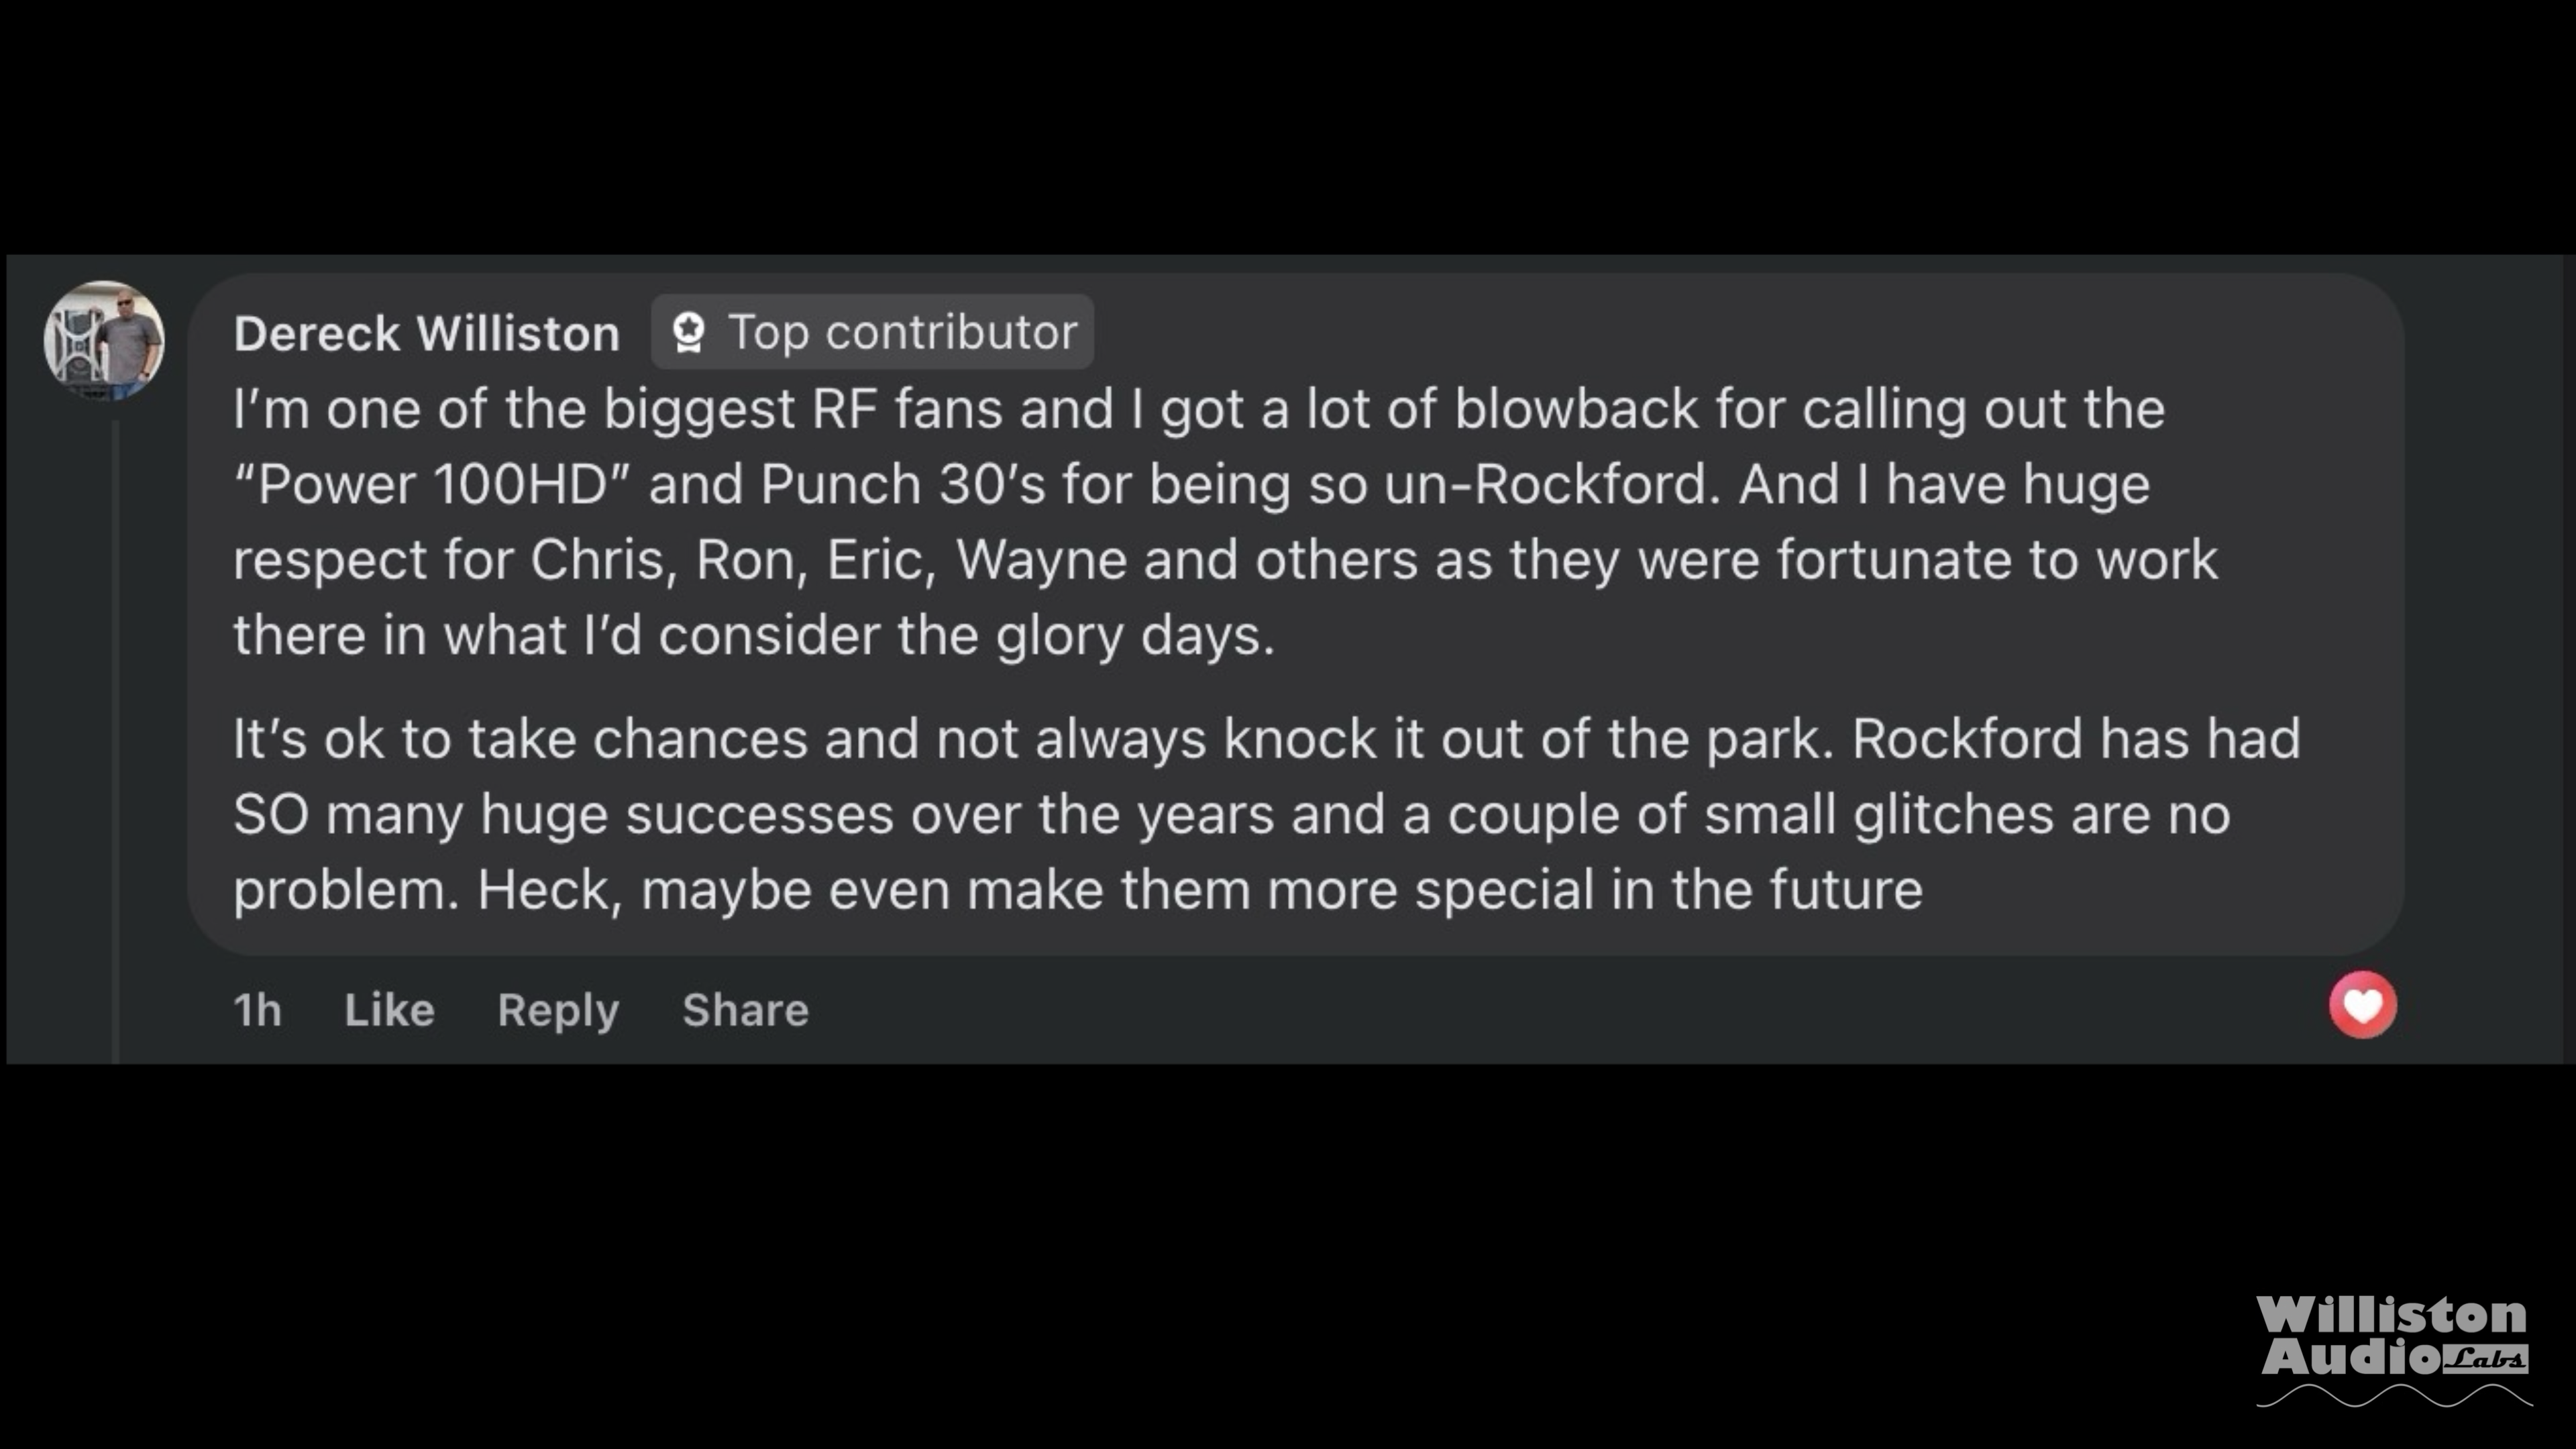 Dereck Williston Top contributor
I’m one of the biggest RF fans and I got a lot of blowback for calling out the
“Power 100HD” and Punch 30’s for being so un-Rockford. And I have huge
respect for Chris, Ron, Eric, Wayne and others as they were fortunate to work
there in what I’d consider the glory days.
It’s ok to take chances and not always knock it out of the park. Rockford has had
SO many huge successes over the years and a couple of small glitches are no
problem. Heck, maybe even make them more special in the future
1h Like Reply Share
Williston
Audio Labs